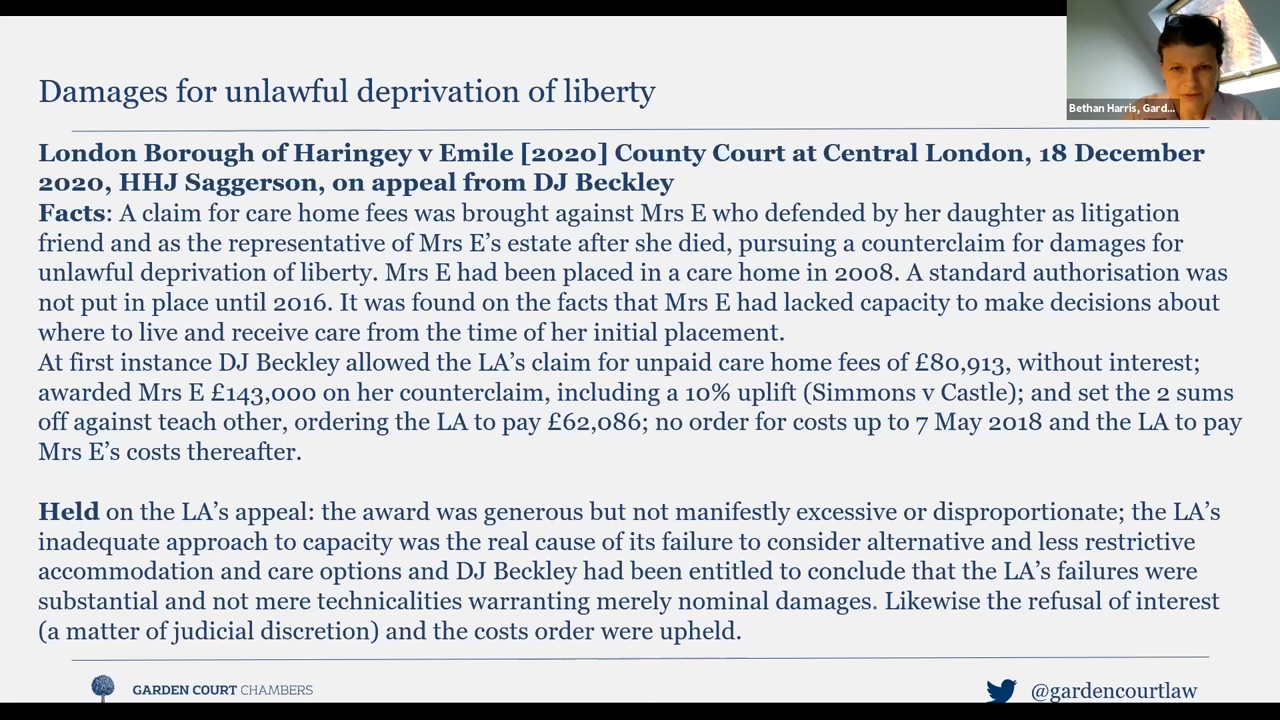 Damages for unlawful deprivation of liberty
Bethan Harris, Gard...
London Borough of Haringey v Emile [2020] County Court at Central London, 18 December
2020, HHJ Saggerson, on appeal from DJ Beckley
Facts: A claim for care home fees was brought against Mrs E who defended by her daughter as litigation
friend and as the representative of Mrs E’s estate after she died, pursuing a counterclaim for damages for
unlawful deprivation of liberty. Mrs E had been placed in a care home in 2008. A standard authorisation was
not put in place until 2016. It was found on the facts that Mrs E had lacked capacity to make decisions about
where to live and receive care from the time of her initial placement.
At first instance DJ Beckley allowed the LA’s claim for unpaid care home fees of £80,913, without interest;
awarded Mrs E £143,000 on her counterclaim, including a 10% uplift (Simmons v Castle); and set the 2 sums
off against teach other, ordering the LA to pay £62,086; no order for costs up to 7 May 2018 and the LA to pay
Mrs E’s costs thereafter.
Held on the LA’s appeal: the award was generous but not manifestly excessive or disproportionate; the LA’s
inadequate approach to capacity was the real cause of its failure to consider alternative and less restrictive
accommodation and care options and DJ Beckley had been entitled to conclude that the LA’s failures were
substantial and not mere technicalities warranting merely nominal damages. Likewise the refusal of interest
(a matter of judicial discretion) and the costs order were upheld.
GARDEN COURT CHAMBERS
@gardencourtlaw